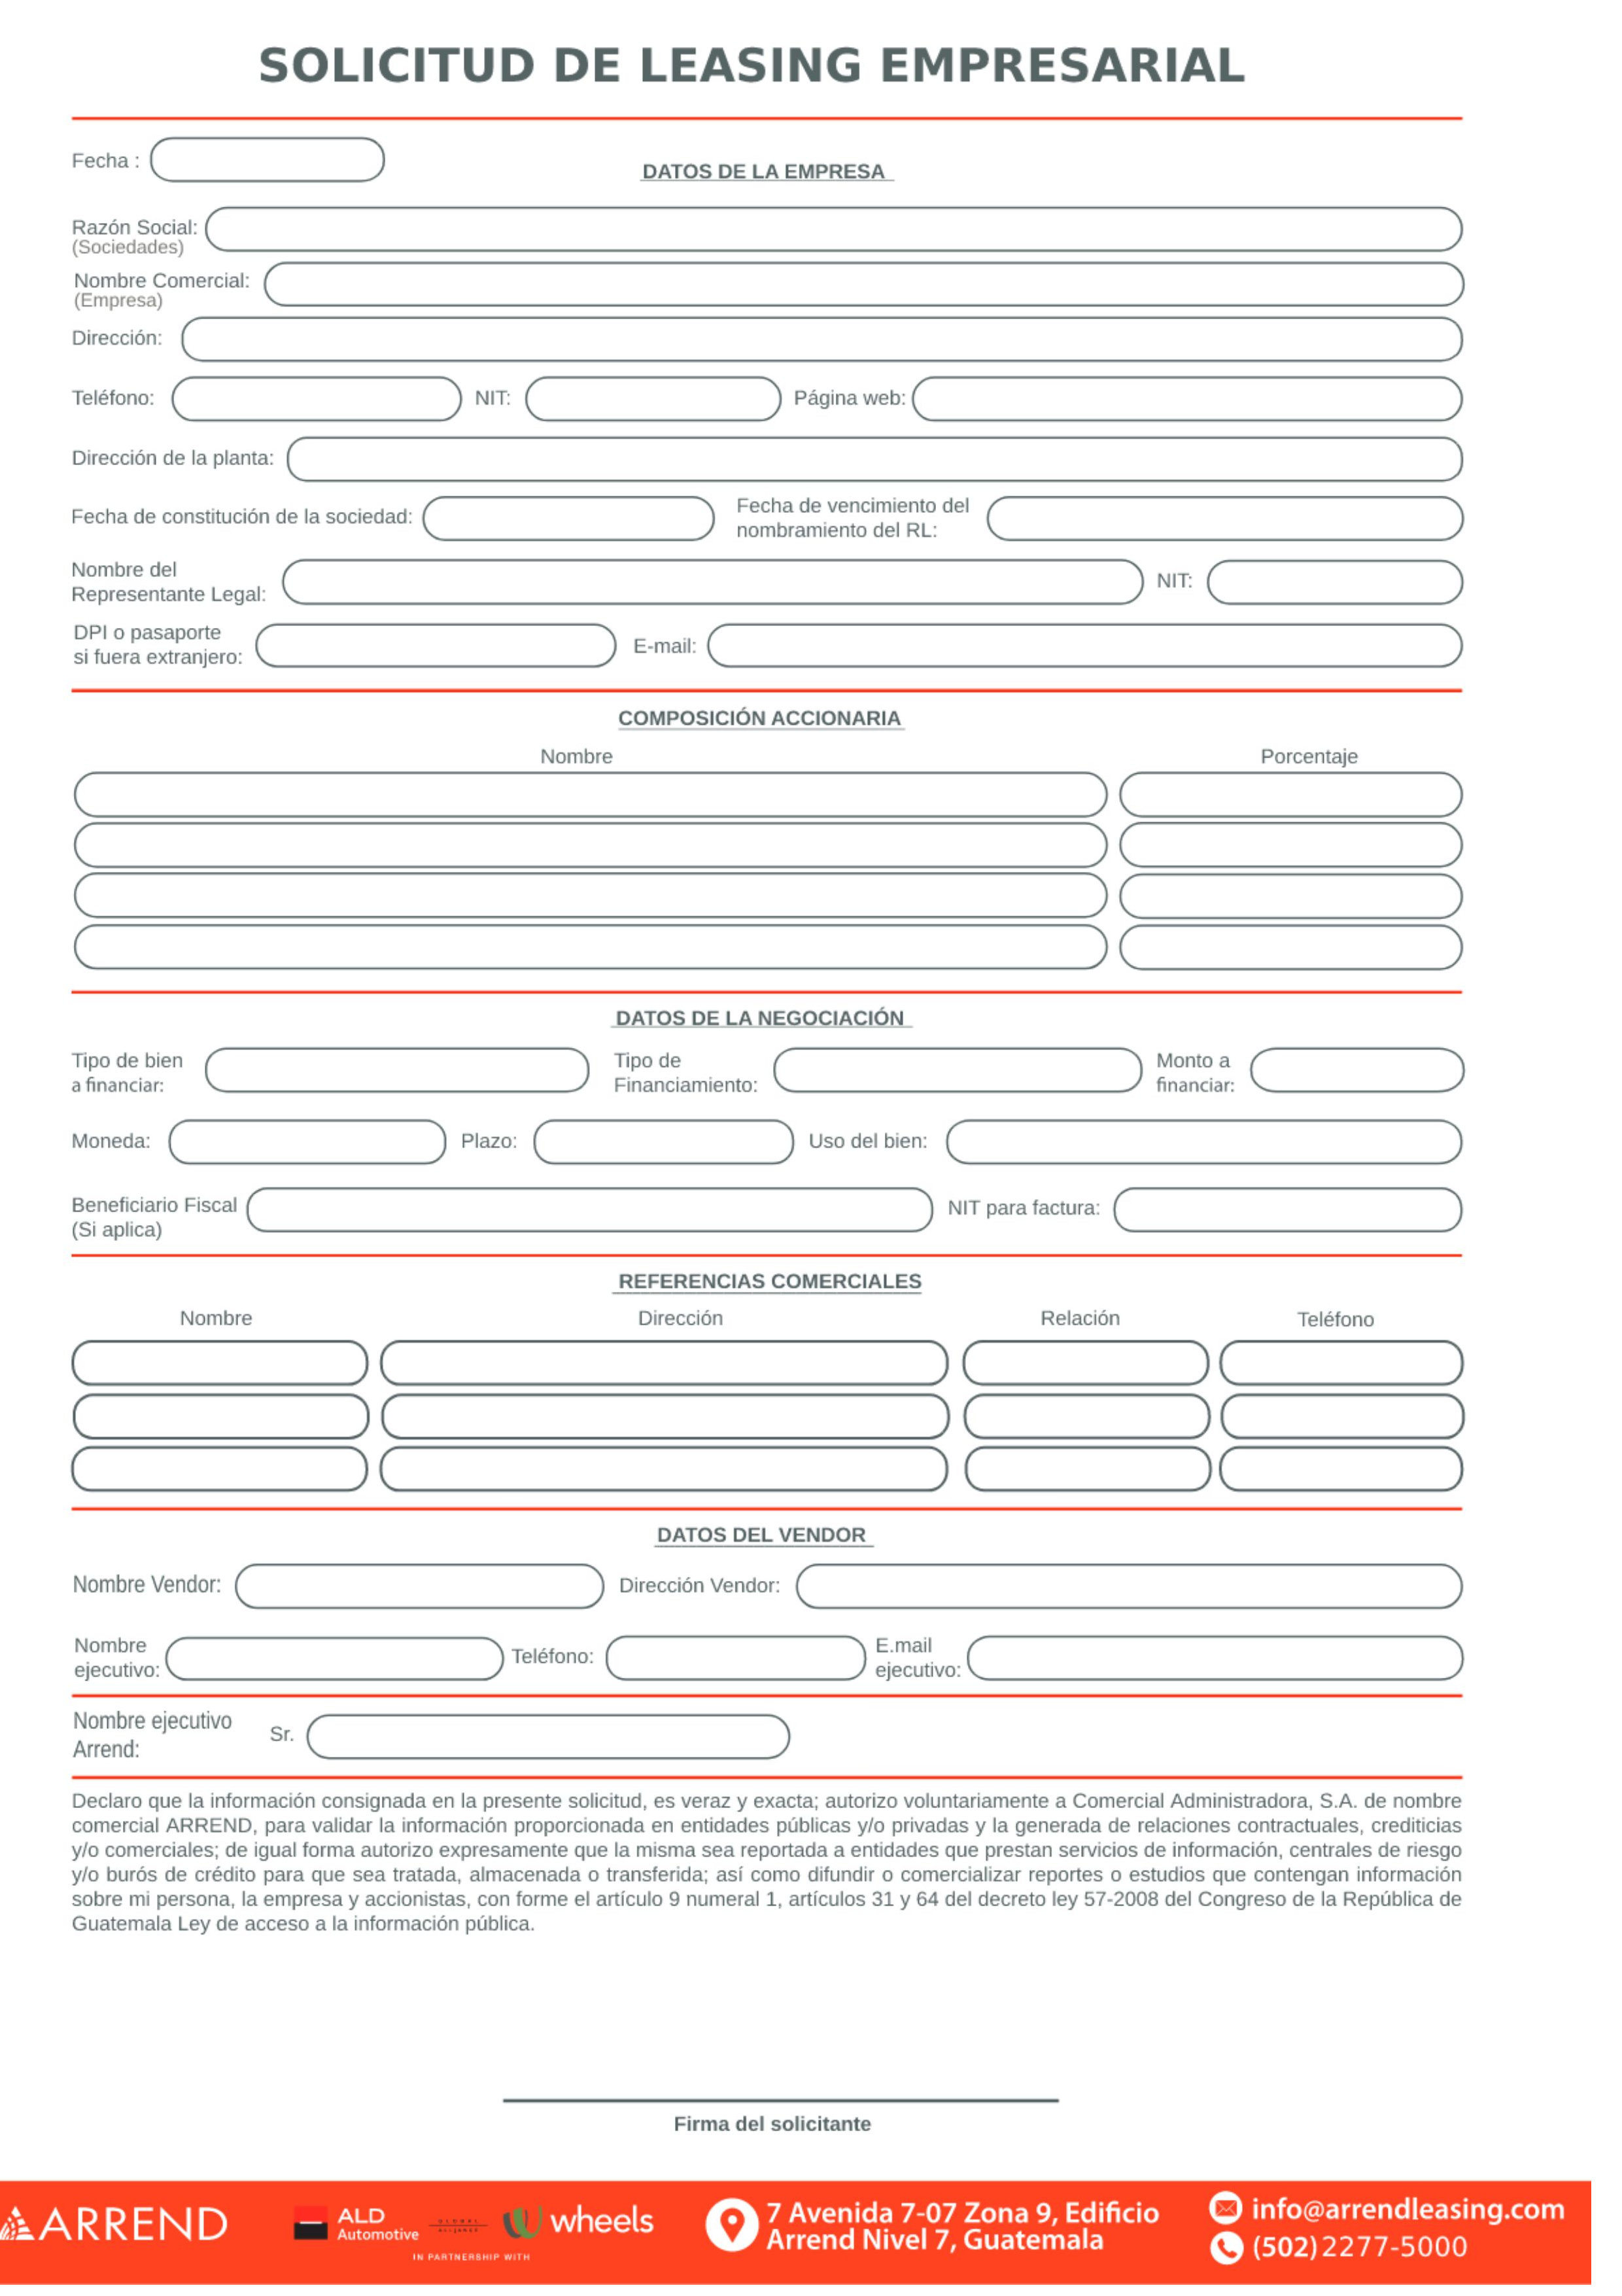 SOLICITUD DE LEASING EMPRESARIAL
Fecha :
DATOS DE LA EMPRESA
Razón Social:
(Sociedades)
Nombre Comercial:
(Empresa)
Dirección:
Teléfono: NIT: Página web:
Dirección de la planta:
Fecha de constitución de la sociedad: Fecha de vencimiento del
nombramiento del RL:
Nombre del
Representante Legal: NIT:
DPI o pasaporte
si fuera extranjero: E-mail:
COMPOSICIÓN ACCIONARIA
Nombre Porcentaje
DATOS DE LA NEGOCIACIÓN
Tipo de bien
a financiar:
Tipo de
Financiamiento:
Monto a
financiar:
Moneda: Plazo: Uso del bien:
Beneficiario Fiscal
(Si aplica)
NIT para factura:
REFERENCIAS COMERCIALES
Nombre Dirección Relación Teléfono
DATOS DEL VENDOR
Nombre Vendor: Dirección Vendor:
Nombre
ejecutivo:
Teléfono:
E.mail
ejecutivo:
Nombre ejecutivo
Arrend:
Sr.
Declaro que la información consignada en la presente solicitud, es veraz y exacta; autorizo voluntariamente a Comercial Administradora, S.A. de nombre
comercial ARREND, para validar la información proporcionada en entidades públicas y/o privadas y la generada de relaciones contractuales, crediticias
y/o comerciales; de igual forma autorizo expresamente que la misma sea reportada a entidades que prestan servicios de información, centrales de riesgo
y/o burós de crédito para que sea tratada, almacenada o transferida; así como difundir o comercializar reportes o estudios que contengan información
sobre mi persona, la empresa y accionistas, con forme el artículo 9 numeral 1, artículos 31 y 64 del decreto ley 57-2008 del Congreso de la República de
Guatemala Ley de acceso a la información pública.
Firma del solicitante
ARREND
ALD
Automotive
GLOBAL
ALLIANCE
wheels
IN PARTNERSHIP WITH
7 Avenida 7-07 Zona 9, Edificio
Arrend Nivel 7, Guatemala
info@arrendleasing.com
(502) 2277-5000